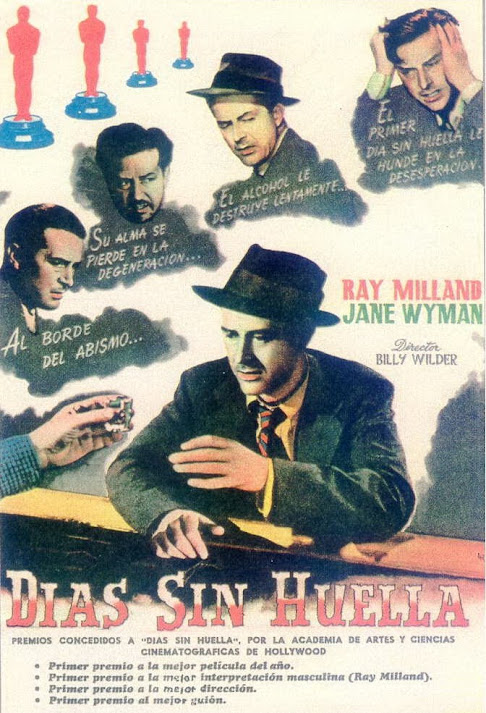 EL
PRIMER
DIA SIN HUELLA LE
HUNDE EN LA
DESESPERACION.
EL ALCOHOL LE
DESTRUYE LENTAMENTE...
SU ALMA SE
PIERDE EN LA
DEGENERACION...
AL BORDE
DEL ABISMO...
RAY MILLAND
JANE WYMAN
Director
BILLY WILDER
DIAS SIN HUELLA
PREMIOS CONCEDIDOS A "DIAS SIN HUELLA", POR LA ACADEMIA DE ARTES Y CIENCIAS
CINEMATOGRAFICAS DE HOLLYWOOD
• Primer premio a la mejor película del año.
• Primer premio a la mejor interpretación masculina (Ray Milland).
• Primer premio a la mejor dirección.
• Primer premio al mejor guión.